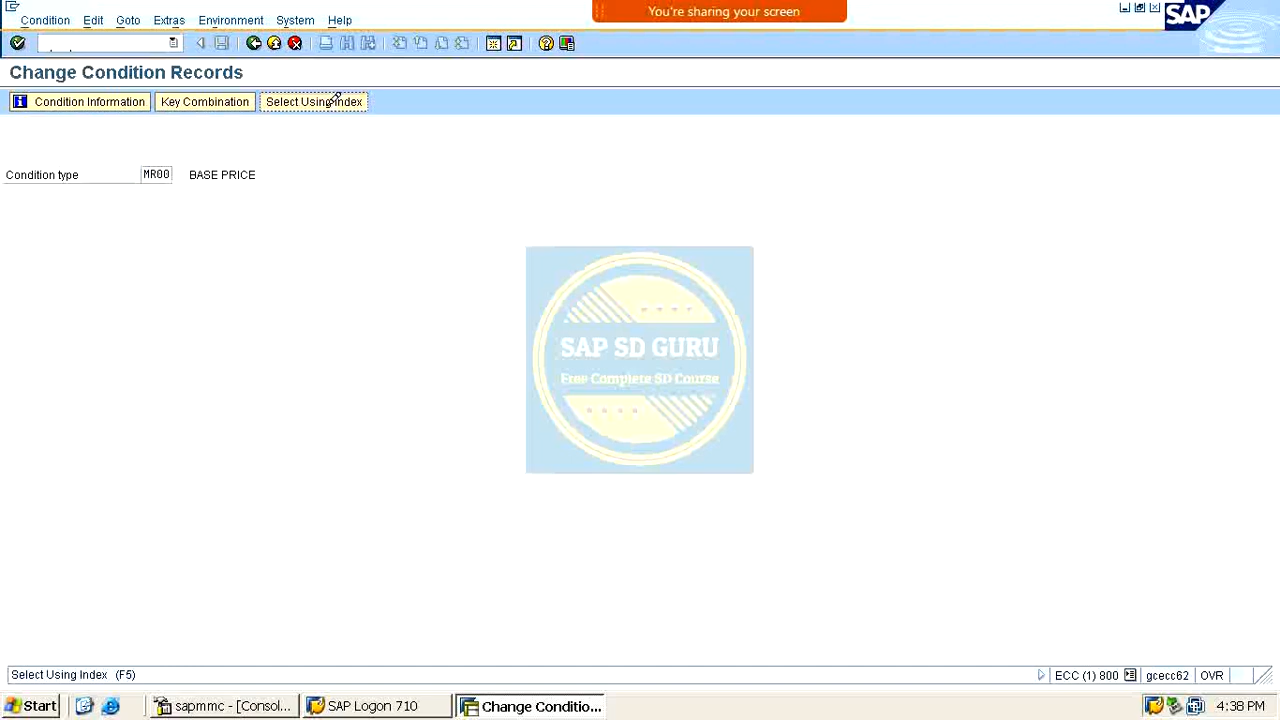 You're sharing your screen
Condition Edit Goto Extras Environment System Help
SAP
Change Condition Records
Condition Information Key Combination Select Using Index
Condition type MR00 BASE PRICE
SAP SD GURU
Free Complete SD Course
Select Using Index (F5) ECC (1) 800 gcecc62 OVR
Start sapmmc - [Consol... SAP Logon 710 Change Conditio... 4:38 PM